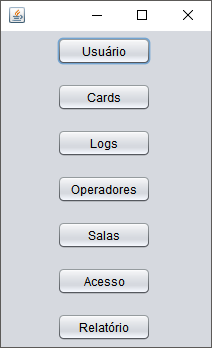 Usuário
Cards
Logs
Operadores
Salas
Acesso
Relatório